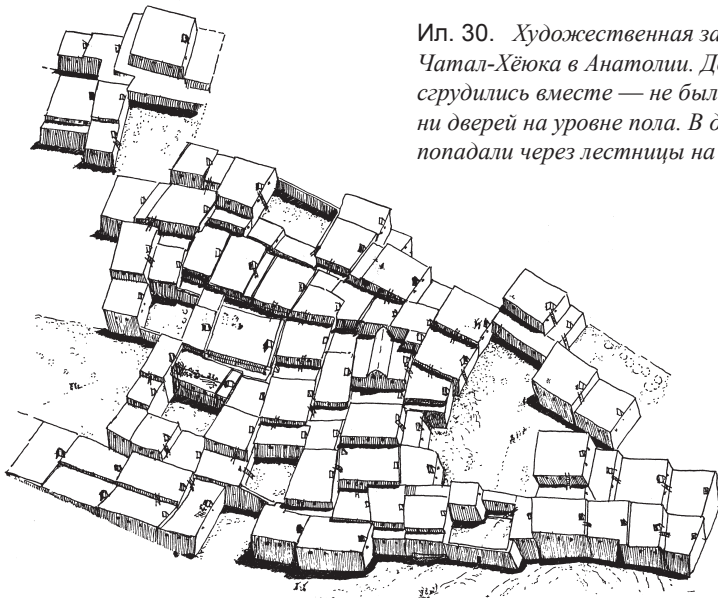 Ил. 30. Художественная за
Чатал-Хёюка в Анатолии. До
сгрудились вместе — не был
ни дверей на уровне пола. В д
попадали через лестницы на